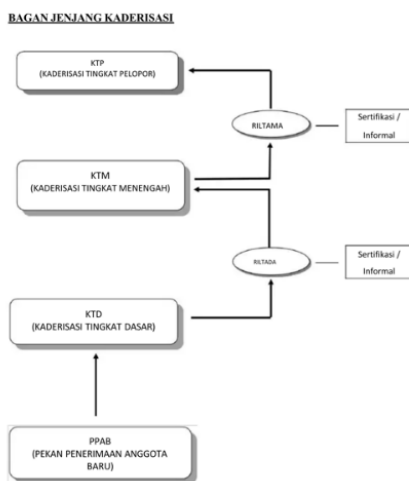 BAGAN JENJANG KADERISASI
KTP
(KADERISASI TINGKAT PELOPOR)
RILTAMA
Sertifikasi /
Informal
KTM
(KADERISASI TINGKAT MENENGAH)
RILTADA
Sertifikasi /
Informal
KTD
(KADERISASI TINGKAT DASAR)
PPAB
(PEKAN PENERIMAAN ANGGOTA
BARU)